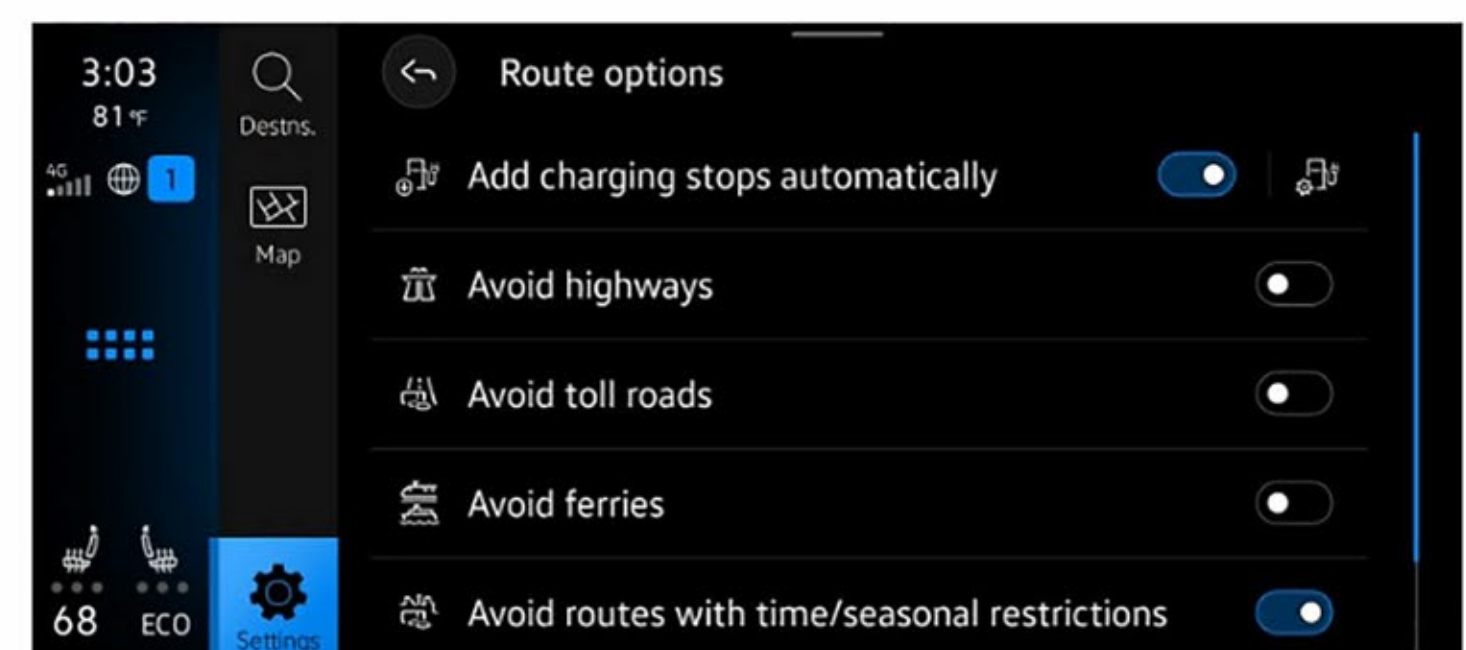 3:03
81 °F
4G
1
68
ECO
Destns.
Map
Settings
Route options
Add charging stops automatically
Avoid highways
Avoid toll roads
Avoid ferries
Avoid routes with time/seasonal restrictions